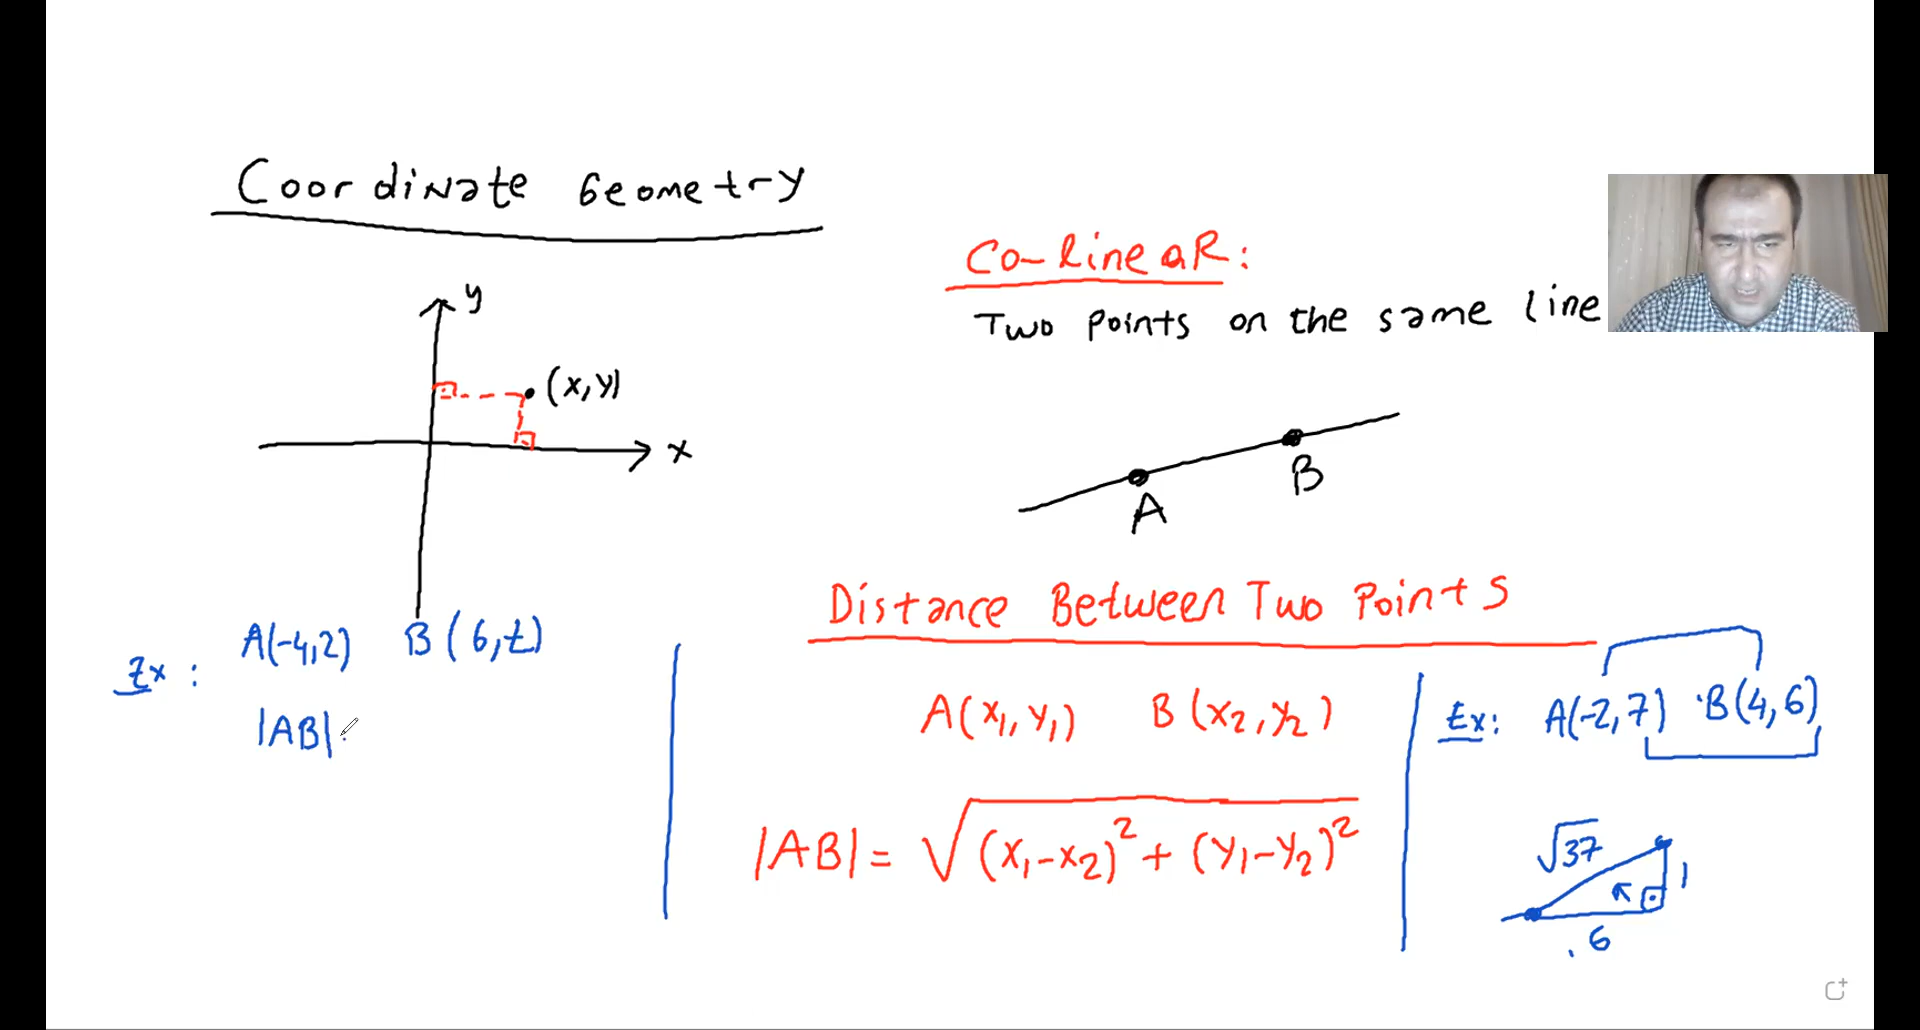 Coordinate Geometry
y
(x,y)
x
Co-lineaR:
Two points on the same line
A
B
Ex: A(-4,2) B(6,t)
|AB|
Distance Between Two Points
A(x₁,y₁) B(x₂,y₂)
|AB| = √(x₁-x₂)² + (y₁-y₂)²
Ex: A(-2,7) B(4,6)
√37
1
6